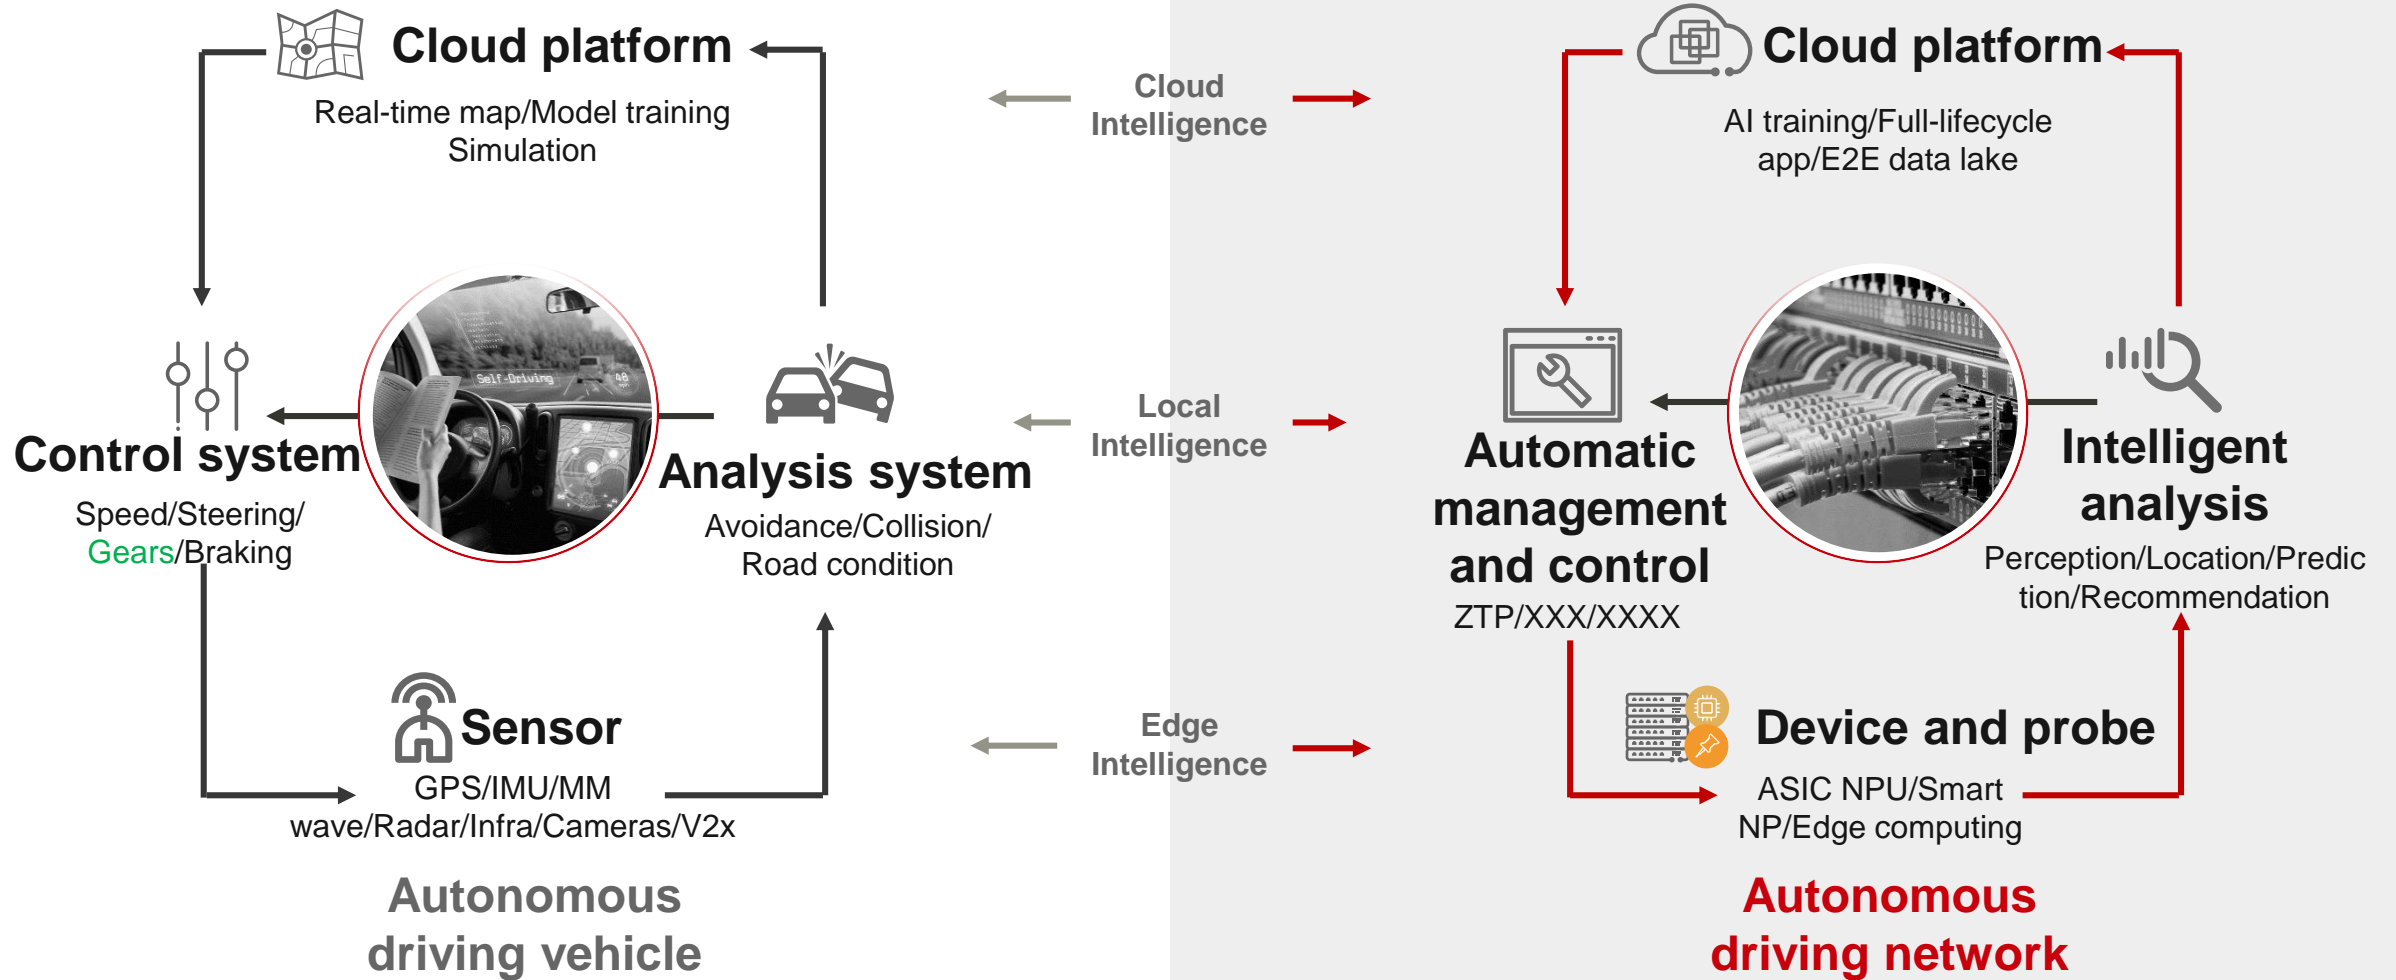 Cloud platform
Real-time map/Model training
Simulation
Control system
Speed/Steering/
Gears/Braking
Self-Driving
48
Analysis system
Avoidance/Collision/
Road condition
Sensor
GPS/IMU/MM
wave/Radar/Infra/Cameras/V2x
Autonomous
driving vehicle
Cloud
Intelligence
Local
Intelligence
Edge
Intelligence
Cloud platform
AI training/Full-lifecycle
app/E2E data lake
Automatic
management
and control
ZTP/XXX/XXXX
Intelligent
analysis
Perception/Location/Predic
tion/Recommendation
Device and probe
ASIC NPU/Smart
NP/Edge computing
Autonomous
driving network